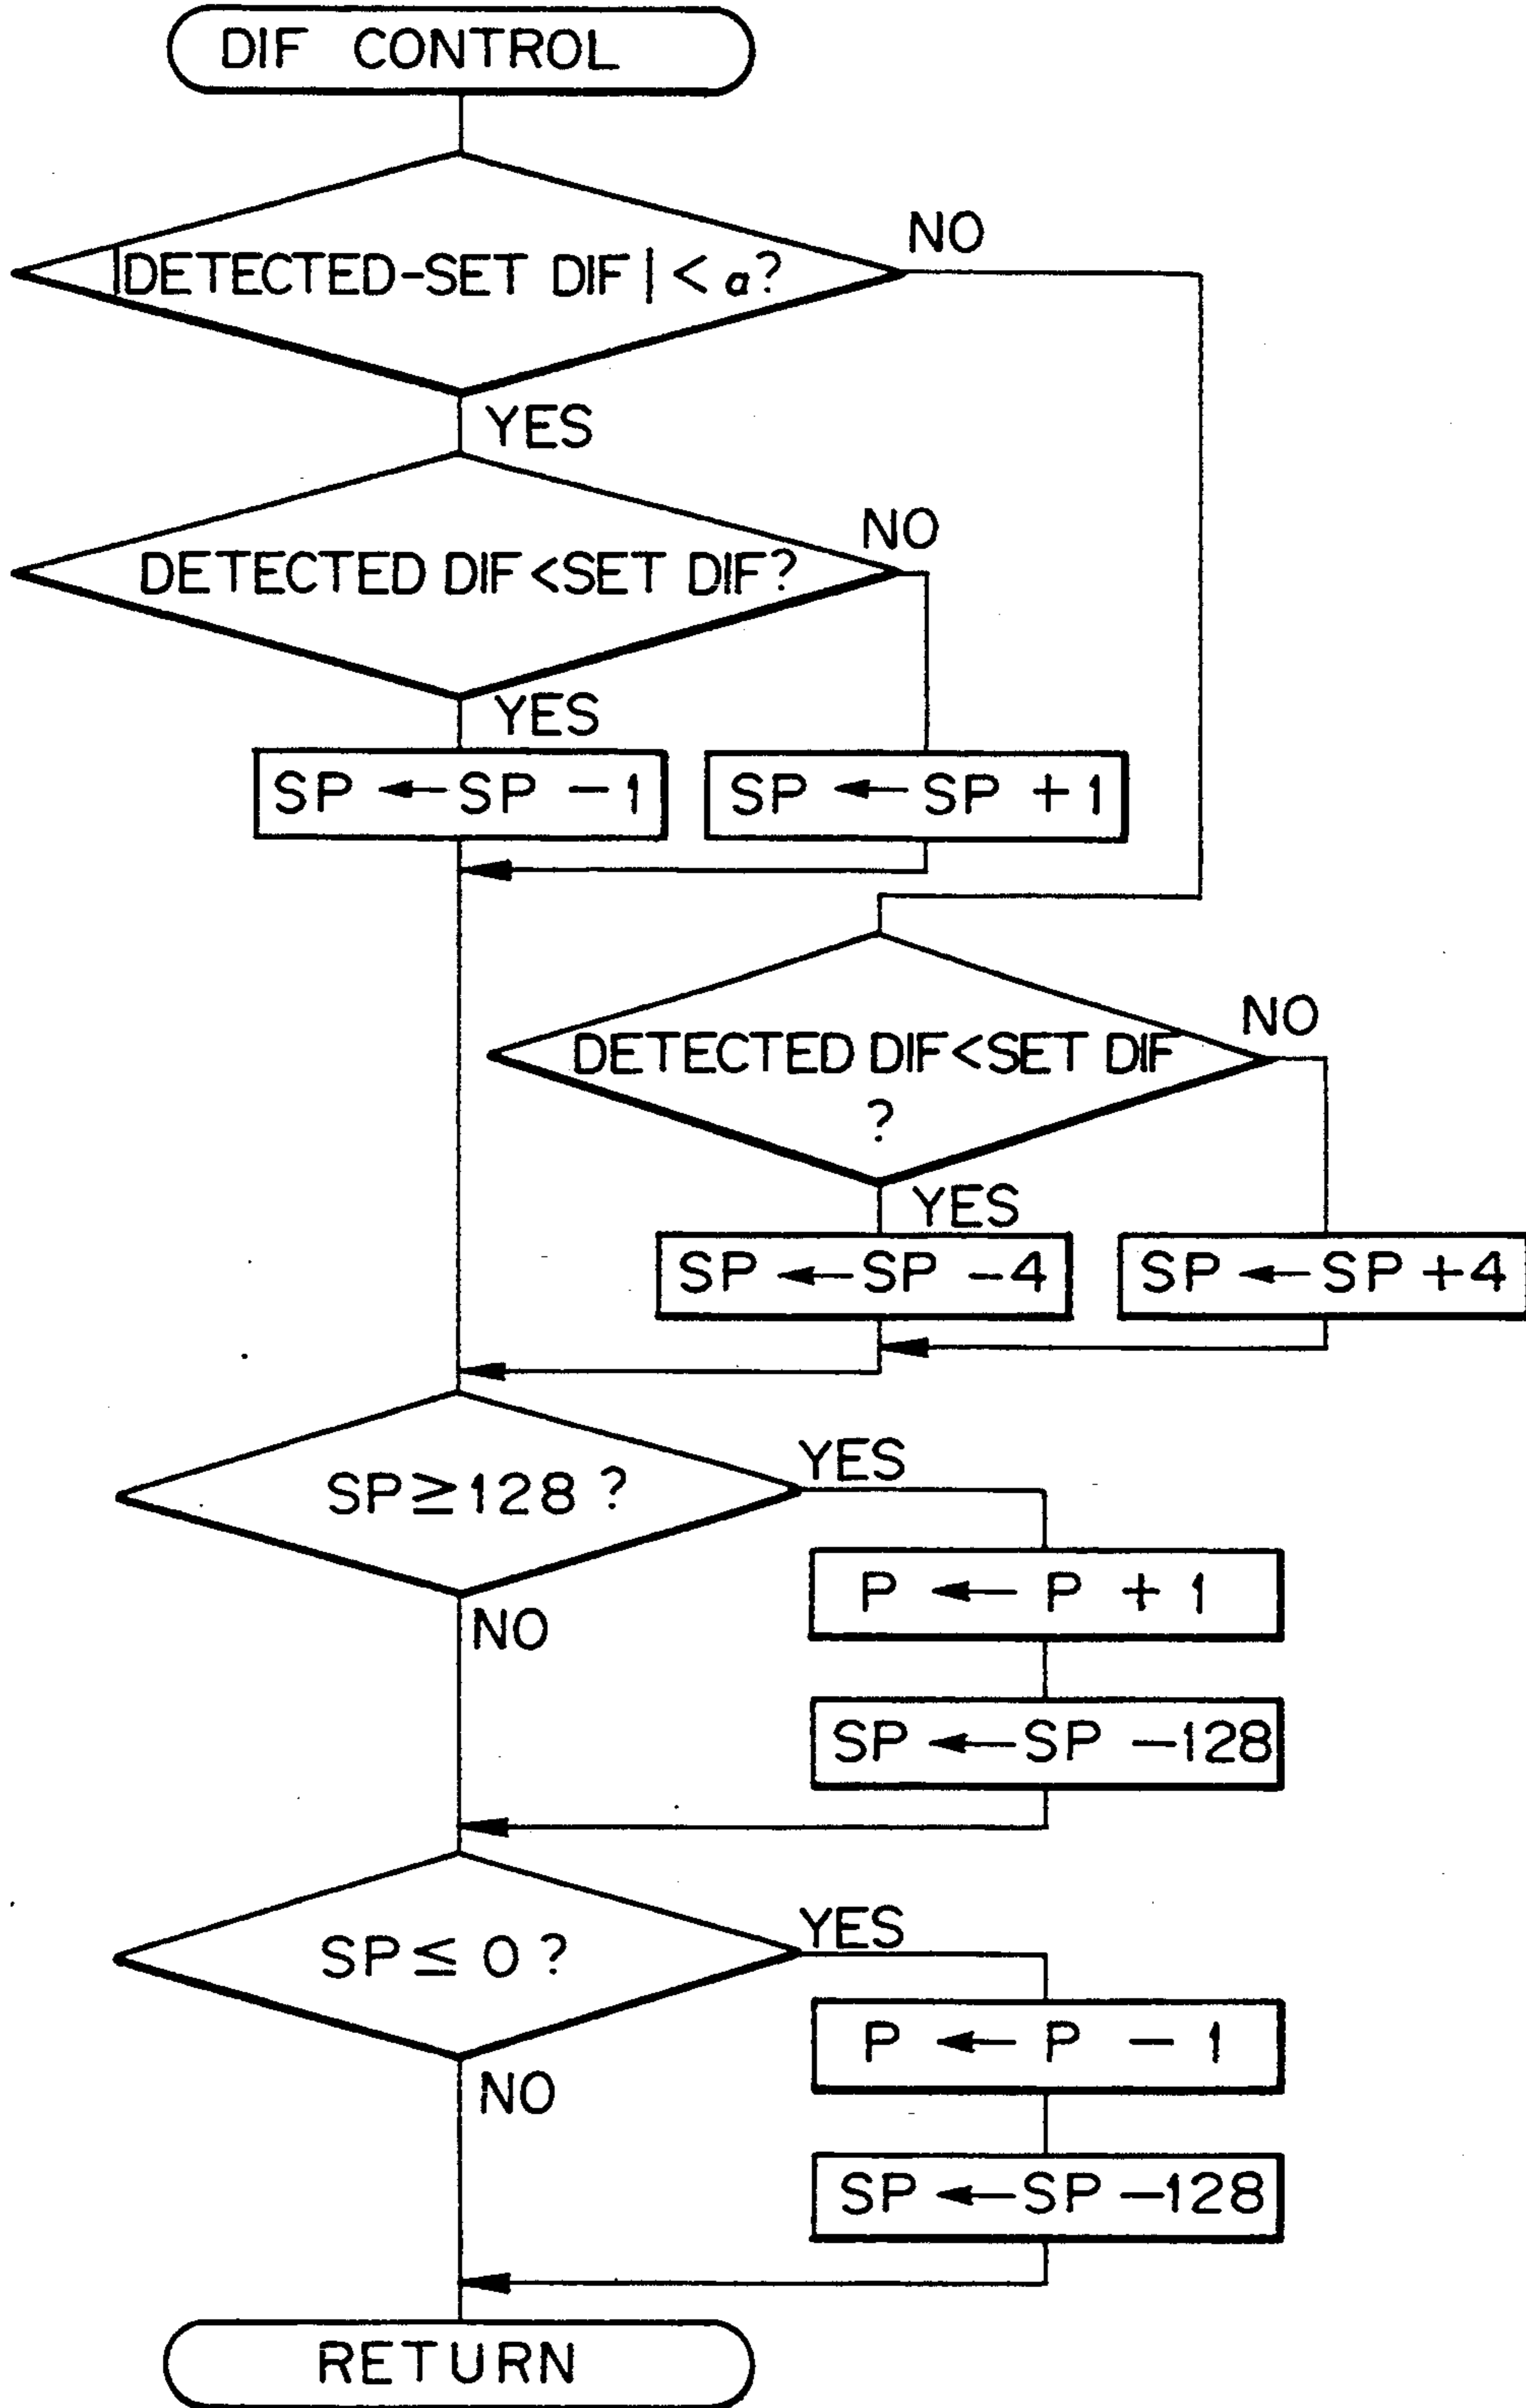 DIF CONTROL
|DETECTED-SET DIF| < a?
NO
YES
DETECTED DIF<SET DIF?
NO
YES
SP ← SP - 1
SP ← SP + 1
DETECTED DIF<SET DIF
?
NO
YES
SP ← SP - 4
SP ← SP + 4
SP ≥ 128 ?
YES
NO
P ← P + 1
SP ← SP - 128
SP ≤ 0 ?
YES
NO
P ← P - 1
SP ← SP - 128
RETURN